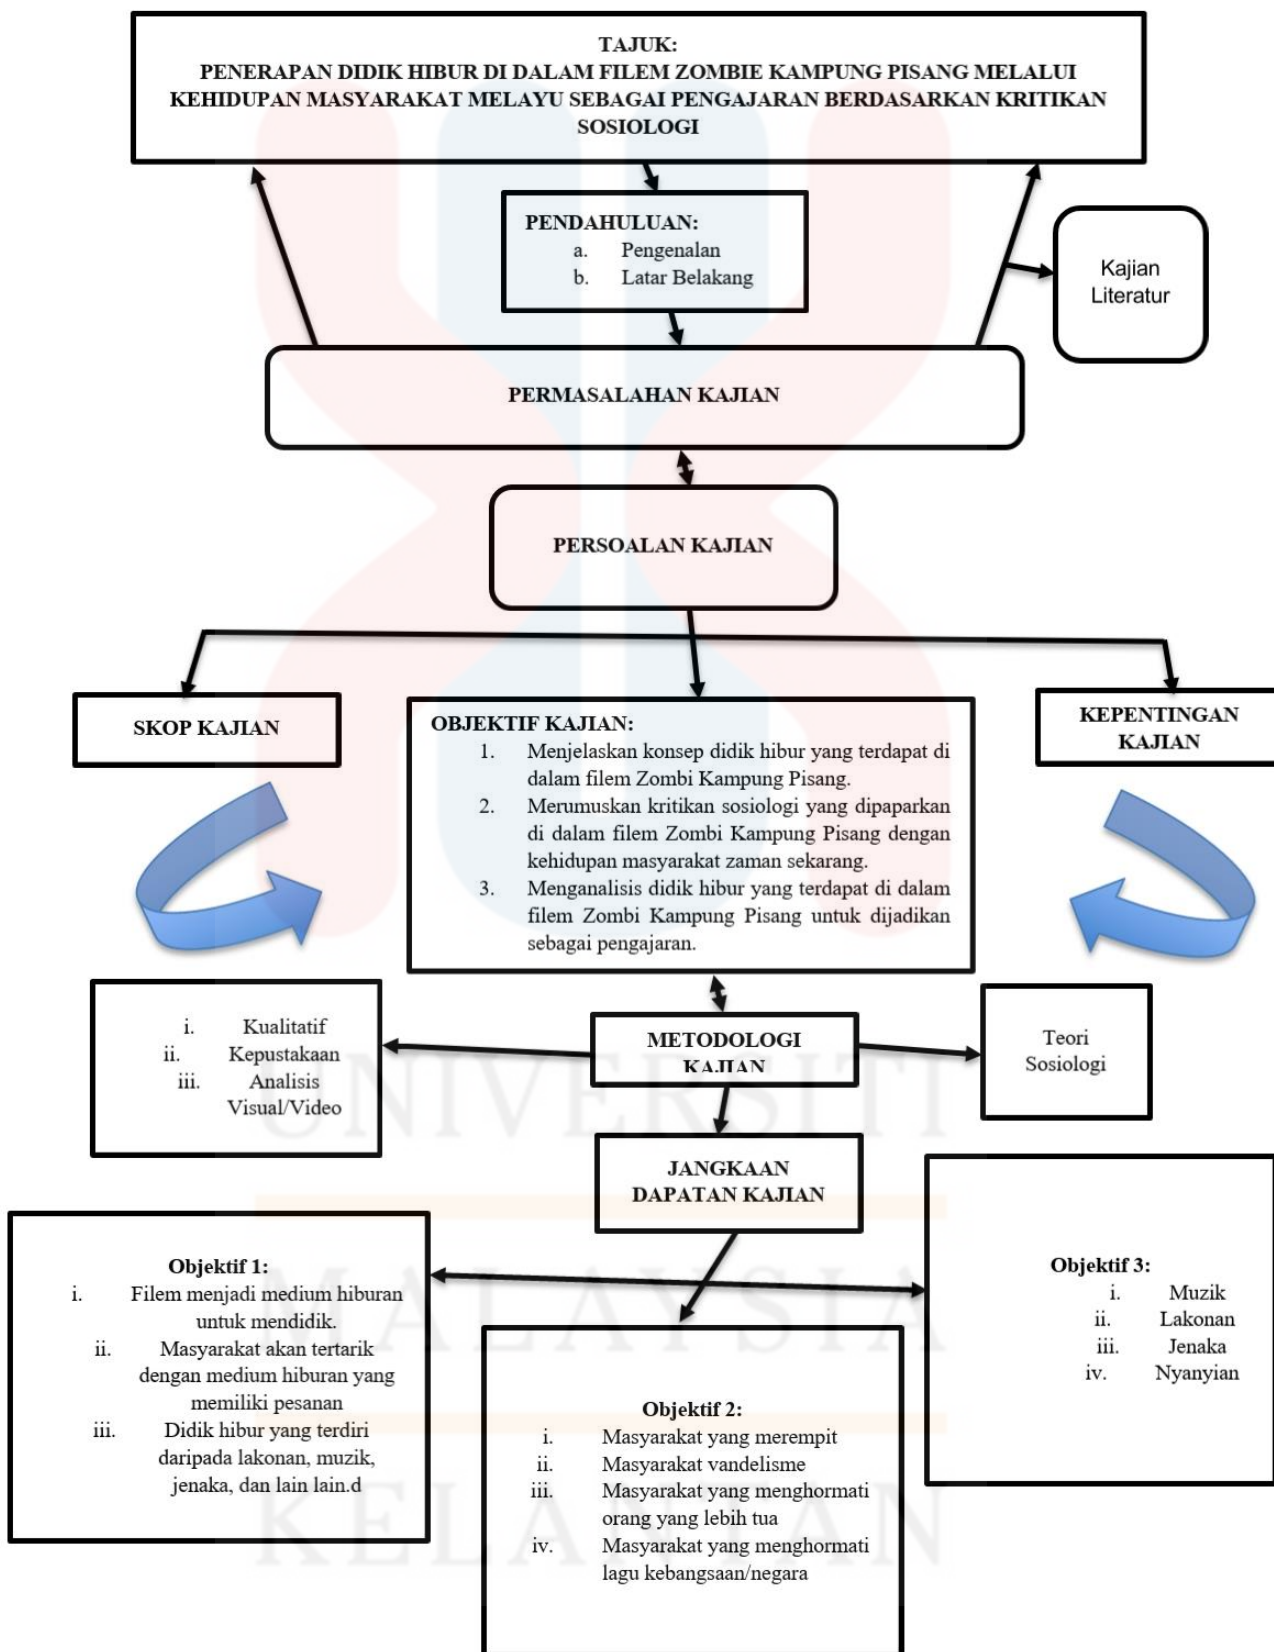 TAJUK:
PENERAPAN DIDIK HIBUR DI DALAM FILEM ZOMBIE KAMPUNG PISANG MELALUI
KEHIDUPAN MASYARAKAT MELAYU SEBAGAI PENGAJARAN BERDASARKAN KRITIKAN
SOSIOLOGI
PENDAHULUAN:
a. Pengenalan
b. Latar Belakang
Kajian
Literatur
PERMASALAHAN KAJIAN
PERSOALAN KAJIAN
SKOP KAJIAN
OBJEKTIF KAJIAN:
1. Menjelaskan konsep didik hibur yang terdapat di
dalam filem Zombi Kampung Pisang.
2. Merumuskan kritikan sosiologi yang dipaparkan
di dalam filem Zombi Kampung Pisang dengan
kehidupan masyarakat zaman sekarang.
3. Menganalisis didik hibur yang terdapat di dalam
filem Zombi Kampung Pisang untuk dijadikan
sebagai pengajaran.
KEPENTINGAN
KAJIAN
i. Kualitatif
ii. Kepustakaan
iii. Analisis
Visual/Video
METODOLOGI
KAJIAN
Teori
Sosiologi
JANGKAAN
DAPATAN KAJIAN
Objektif 1:
i. Filem menjadi medium hiburan
untuk mendidik.
ii. Masyarakat akan tertarik
dengan medium hiburan yang
memiliki pesanan
iii. Didik hibur yang terdiri
daripada lakonan, muzik,
jenaka, dan lain lain.d
Objektif 2:
i. Masyarakat yang merempit
ii. Masyarakat vandelisme
iii. Masyarakat yang menghormati
orang yang lebih tua
iv. Masyarakat yang menghormati
lagu kebangsaan/negara
Objektif 3:
i. Muzik
ii. Lakonan
iii. Jenaka
iv. Nyanyian
UNIVERSITI
MALAYSIA
KELANTAN